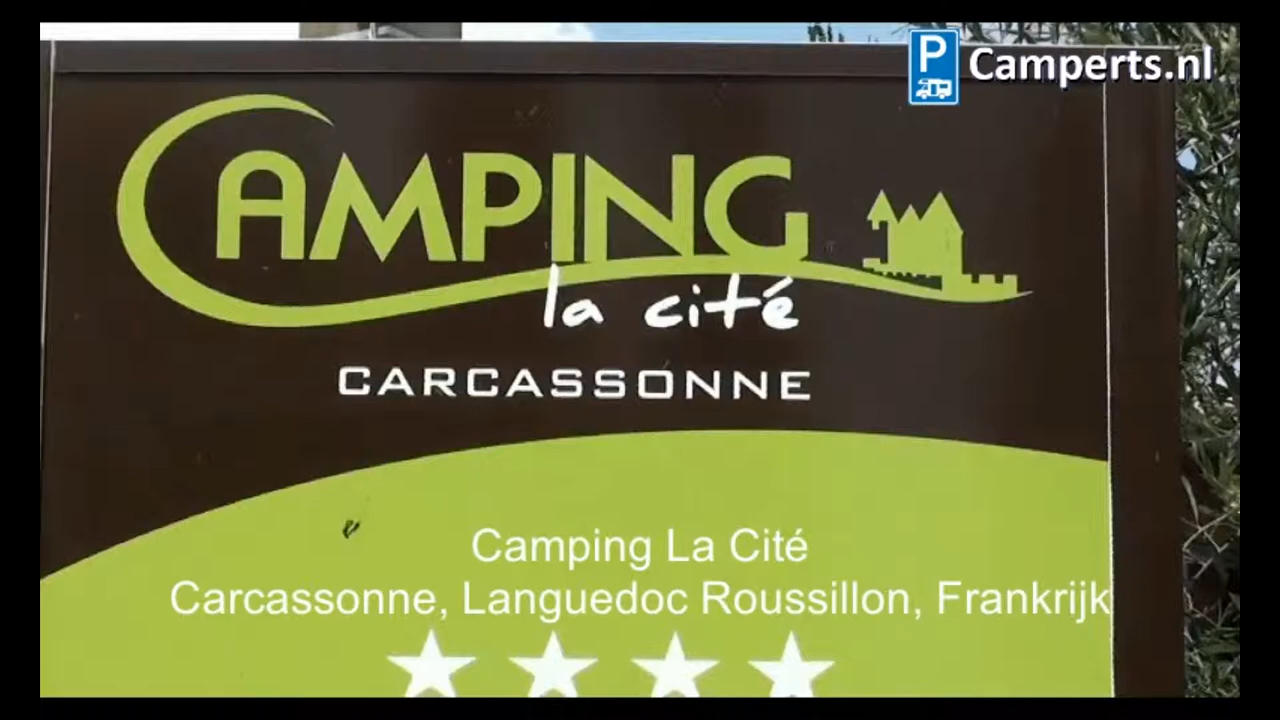 P Camperts.nl
CAMPING
la cité
CARCASSONNE
Camping La Cité
Carcassonne, Languedoc Roussillon, Frankrijk